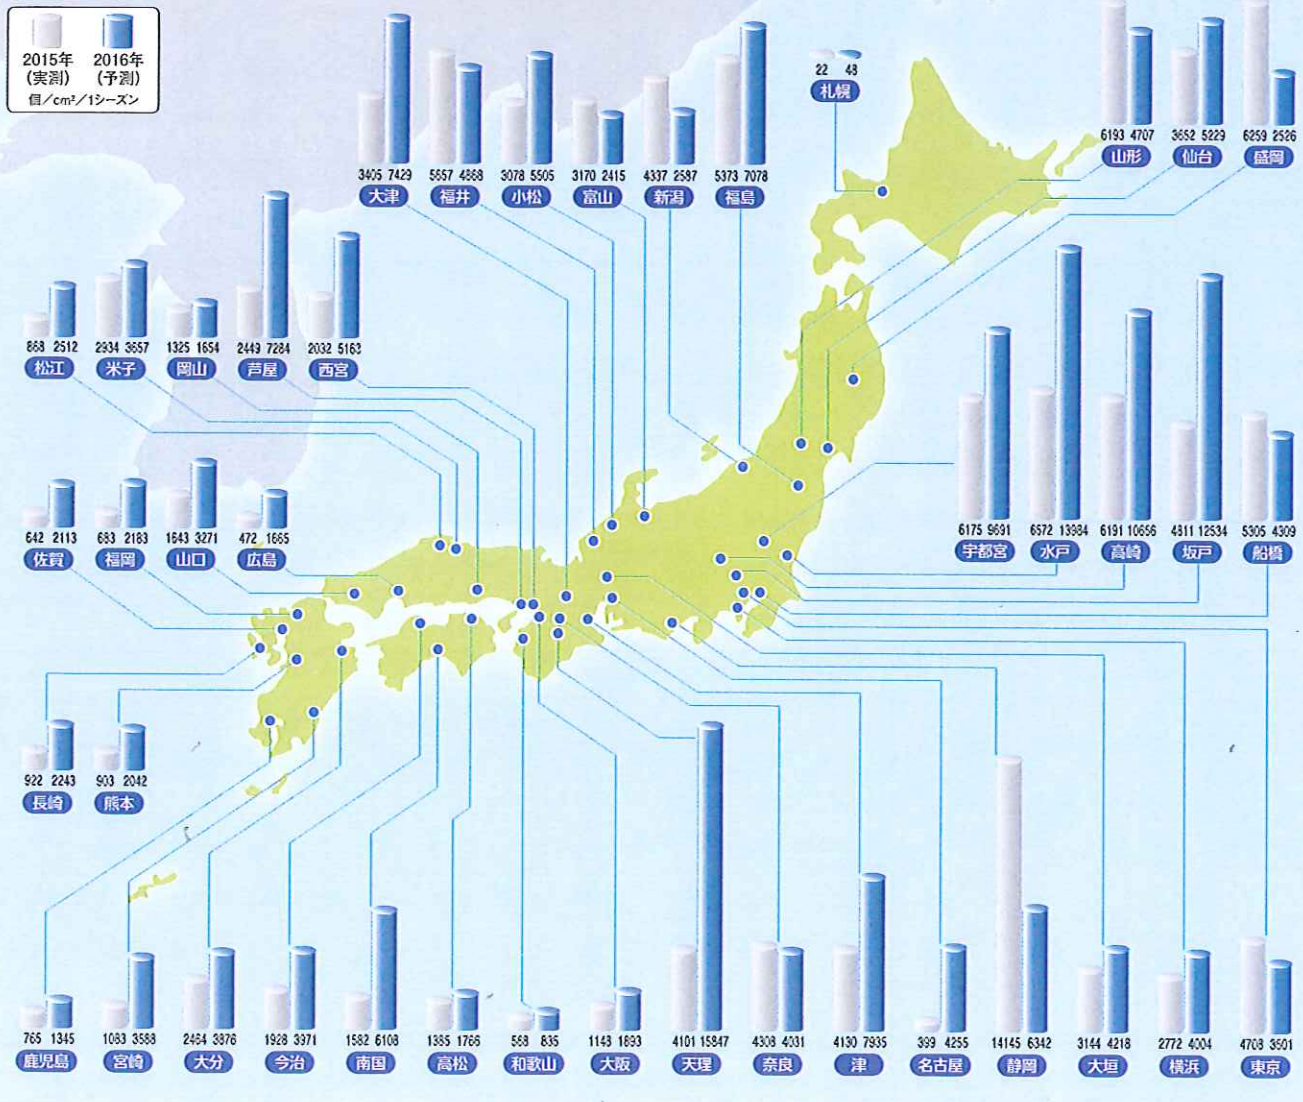 2015年 2016年
(実測) (予測)
個/cm²/1シーズン
3405 7429
大津
5657 4868
福井
3078 5505
小松
3170 2415
富山
4337 2587
新潟
5373 7078
福島
22 48
札幌
6193 4707
山形
3652 5229
仙台
6259 2526
盛岡
868 2512
松江
2934 3657
米子
1325 1654
岡山
2449 7284
芦屋
2032 5163
西宮
642 2113
佐賀
683 2183
福岡
1643 3271
山口
472 1665
広島
6175 9691
宇都宮
6572 13984
水戸
6191 10656
高崎
4811 12634
坂戸
5305 4309
船橋
922 2243
長崎
903 2042
熊本
765 1345
鹿児島
1083 3588
宮崎
2464 3876
大分
1928 3371
今治
1582 6108
南国
1385 1766
高松
568 835
和歌山
1143 1893
大阪
4101 15847
天理
4308 4031
奈良
4130 7935
津
399 4255
名古屋
14145 6342
静岡
3144 4218
大垣
2772 4004
横浜
4708 3501
東京